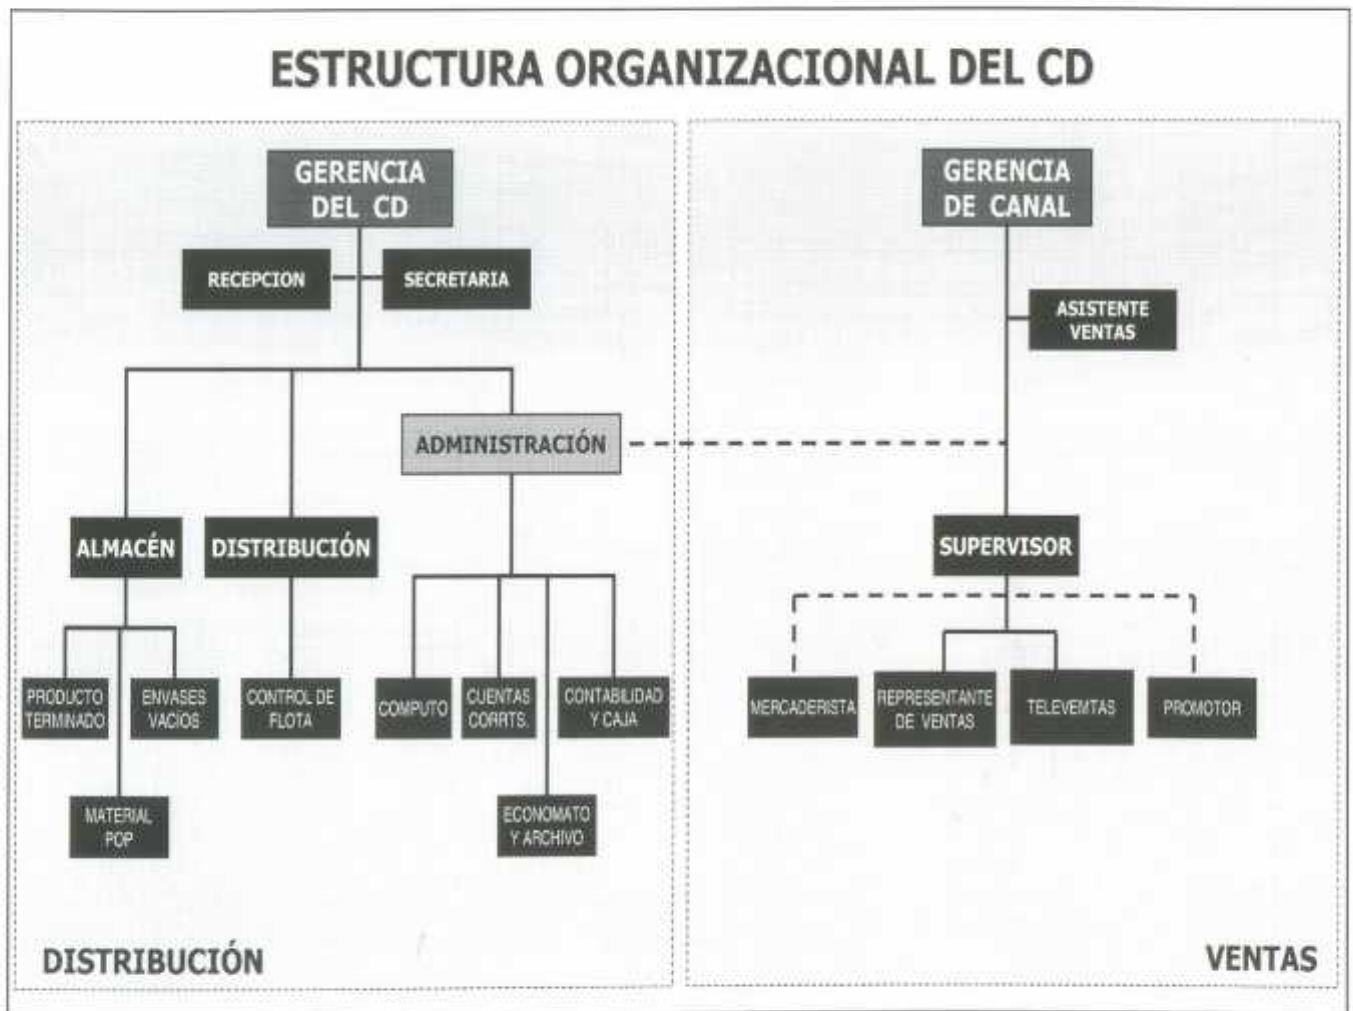 ESTRUCTURA ORGANIZACIONAL DEL CD
GERENCIA
DEL CD
RECEPCION
SECRETARIA
ADMINISTRACIÓN
ALMACÉN
DISTRIBUCIÓN
PRODUCTO
TERMINADO
ENVASES
VACÍOS
CONTROL DE
FLOTA
COMPUTO
CUENTAS
CORRTS.
CONTABILIDAD
Y CAJA
MATERIAL
POP
ECONOMATO
Y ARCHIVO
DISTRIBUCIÓN
GERENCIA
DE CANAL
ASISTENTE
VENTAS
SUPERVISOR
MERCADERISTA
REPRESENTANTE
DE VENTAS
TELEVEMTAS
PROMOTOR
VENTAS